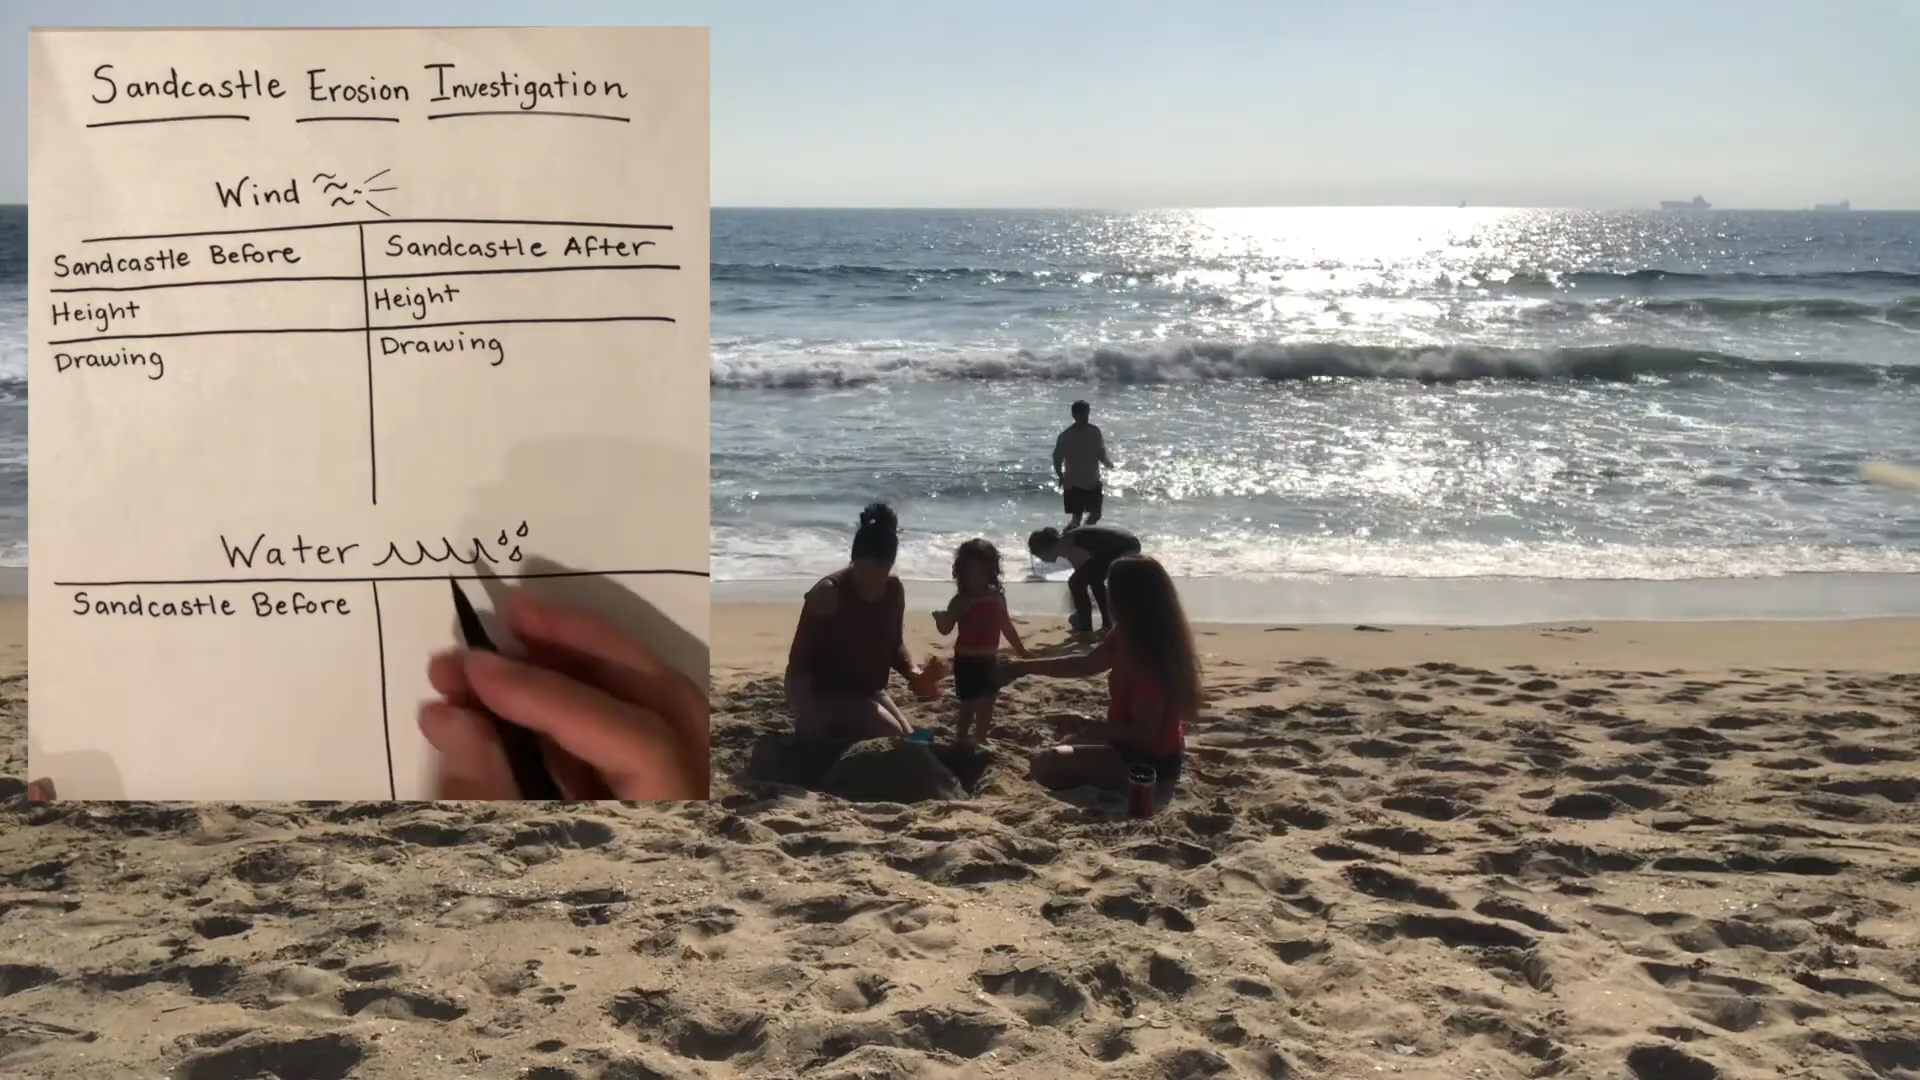 Sandcastle Erosion Investigation
Wind
Sandcastle Before
Sandcastle After
Height
Height
Drawing
Drawing
Water
Sandcastle Before